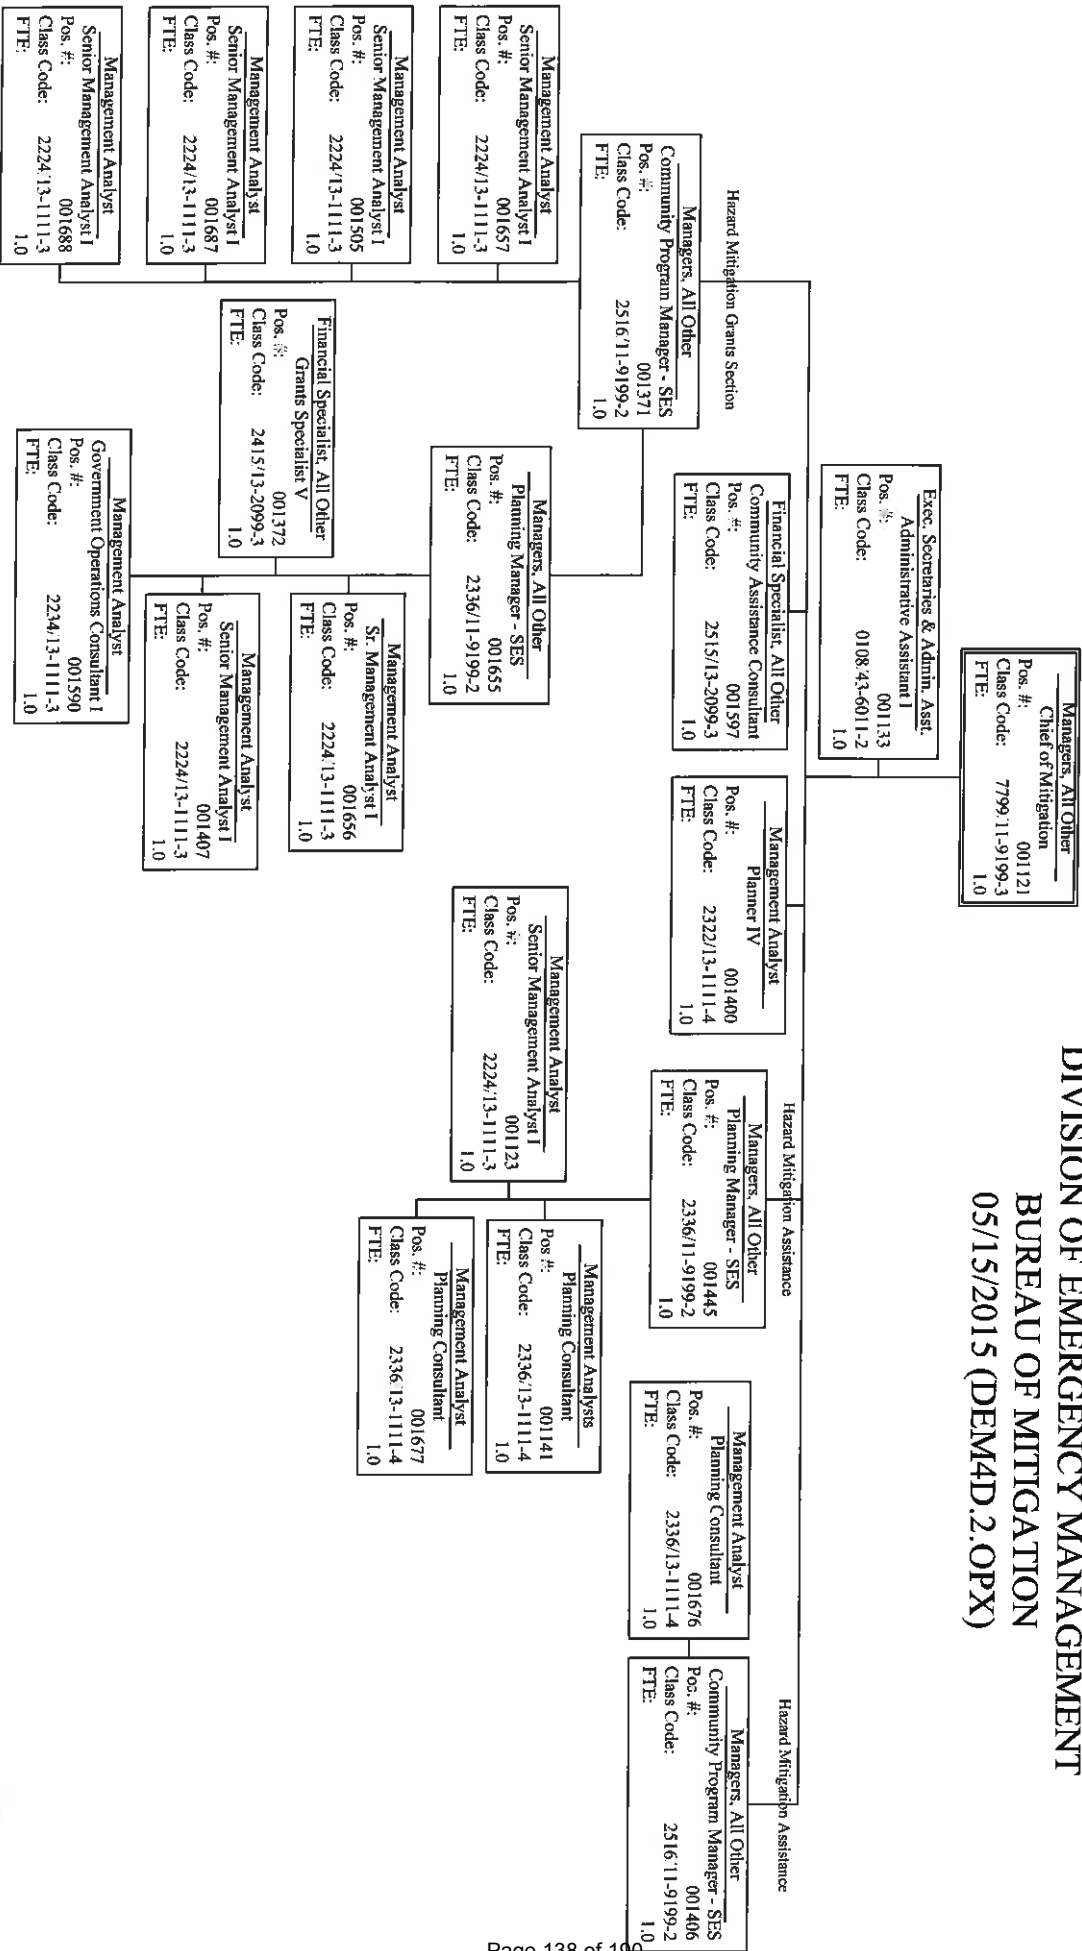 DIVISION OF EMERGENCY MANAGEMENT
BUREAU OF MITIGATION
05/15/2015 (DEM4D.2.OPX)
Managers, All Other
Chief of Mitigation
Pos. #: 001121
Class Code: 7799/11-9199-3
FTE: 1.0
Exec. Secretaries & Admin. Asst.
Administrative Assistant I
Pos. #: 001133
Class Code: 0108/43-6011-2
FTE: 1.0
Hazard Mitigation Grants Section
Hazard Mitigation Assistance
Hazard Mitigation Assistance
Managers, All Other
Community Program Manager - SES
Pos. #: 001371
Class Code: 2516/11-9199-2
FTE: 1.0
Financial Specialist, All Other
Community Assistance Consultant
Pos. #: 001597
Class Code: 2515/13-2099-3
FTE: 1.0
Management Analyst
Planner IV
Pos. #: 001400
Class Code: 2322/13-1111-4
FTE: 1.0
Managers, All Other
Planning Manager - SES
Pos. #: 001445
Class Code: 2336/11-9199-2
FTE: 1.0
Management Analyst
Planning Consultant
Pos. #: 001676
Class Code: 2336/13-1111-4
FTE: 1.0
Managers, All Other
Community Program Manager - SES
Pos. #: 001406
Class Code: 2516/11-9199-2
FTE: 1.0
Management Analyst
Senior Management Analyst I
Pos. #: 001657
Class Code: 2224/13-1111-3
FTE: 1.0
Managers, All Other
Planning Manager - SES
Pos. #: 001655
Class Code: 2336/11-9199-2
FTE: 1.0
Management Analyst
Senior Management Analyst I
Pos. #: 001123
Class Code: 2224/13-1111-3
FTE: 1.0
Management Analysts
Planning Consultant
Pos #: 001141
Class Code: 2336/13-1111-4
FTE: 1.0
Management Analyst
Senior Management Analyst I
Pos. #: 001505
Class Code: 2224/13-1111-3
FTE: 1.0
Management Analyst
Sr. Management Analyst I
Pos. #: 001656
Class Code: 2224/13-1111-3
FTE: 1.0
Management Analyst
Planning Consultant
Pos. #: 001677
Class Code: 2336/13-1111-4
FTE: 1.0
Financial Specialist, All Other
Grants Specialist V
Pos. #: 001372
Class Code: 2415/13-2099-3
FTE: 1.0
Management Analyst
Senior Management Analyst I
Pos. #: 001687
Class Code: 2224/13-1111-3
FTE: 1.0
Management Analyst
Senior Management Analyst I
Pos. #: 001407
Class Code: 2224/13-1111-3
FTE: 1.0
Management Analyst
Senior Management Analyst I
Pos. #: 001688
Class Code: 2224/13-1111-3
FTE: 1.0
Management Analyst
Government Operations Consultant I
Pos. #: 001590
Class Code: 2234/13-1111-3
FTE: 1.0
Page 138 of 190